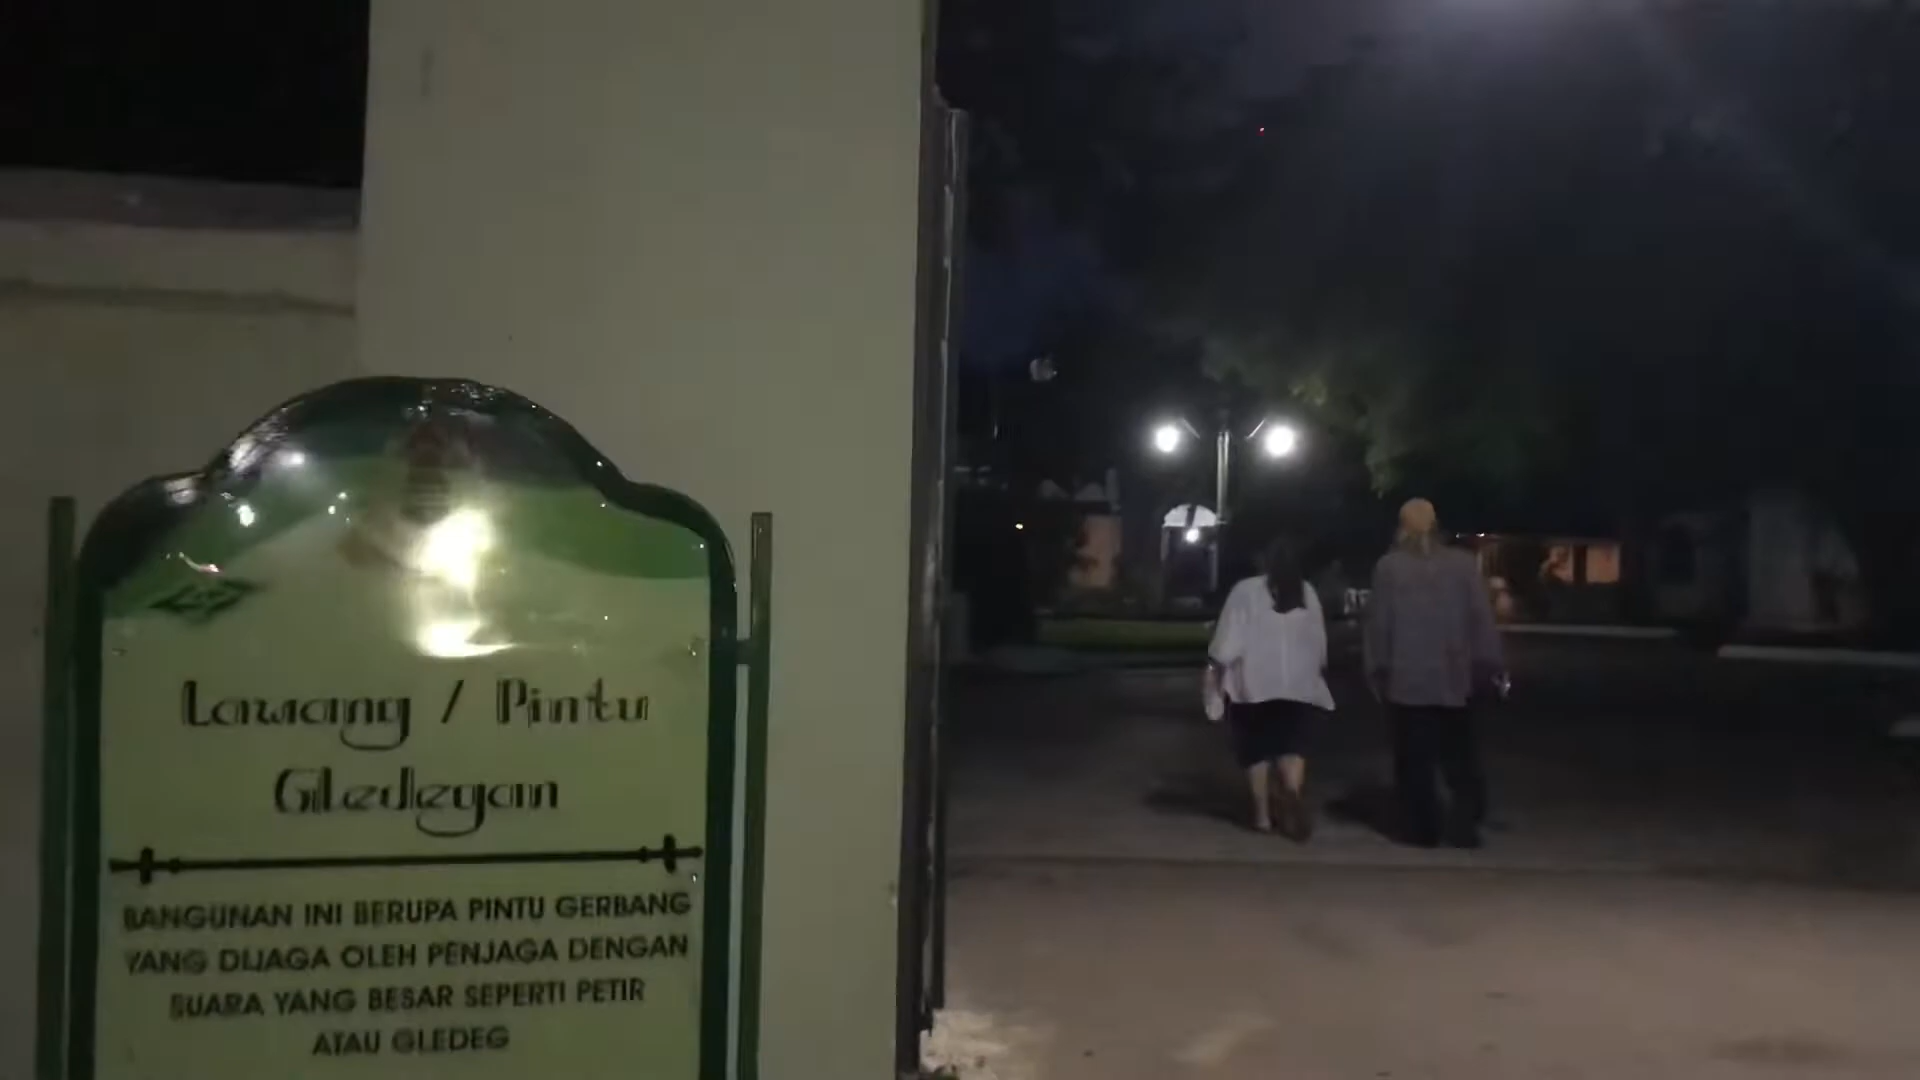 Lawang / Pintu
Gledegan
BANGUNAN INI BERUPA PINTU GERBANG
YANG DIJAGA OLEH PENJAGA DENGAN
SUARA YANG BESAR SEPERTI PETIR
ATAU GLEDEG